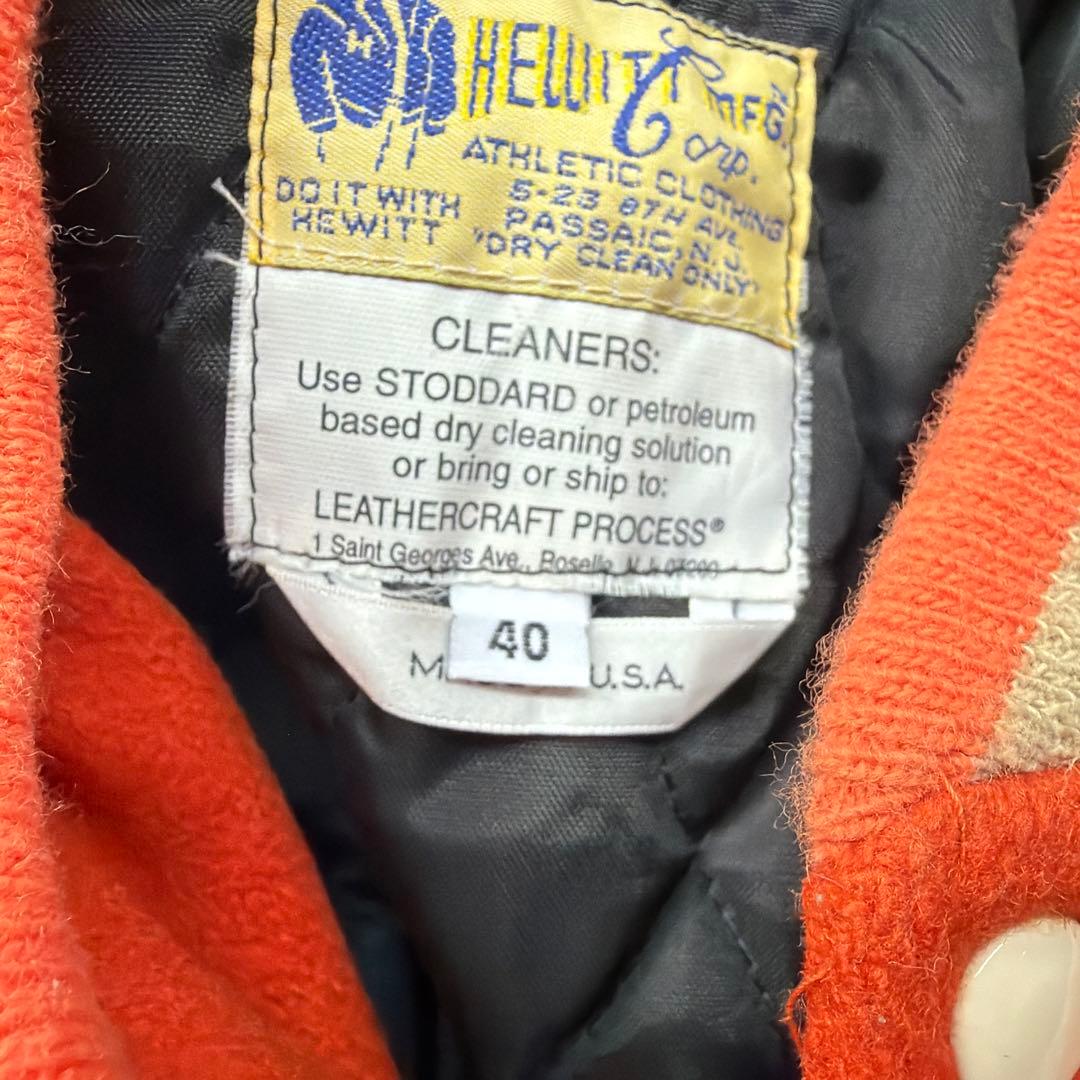 HEWITT MFG.
Corp.
DO IT WITH
HEWITT
ATHLETIC CLOTHING
5-23 8TH AVE.
PASSAIC, N.J.
"DRY CLEAN ONLY"
CLEANERS:
Use STODDARD or petroleum
based dry cleaning solution
or bring or ship to:
LEATHERCRAFT PROCESS®
1 Saint Georges Ave., Roselle, N.J.
40
U.S.A.